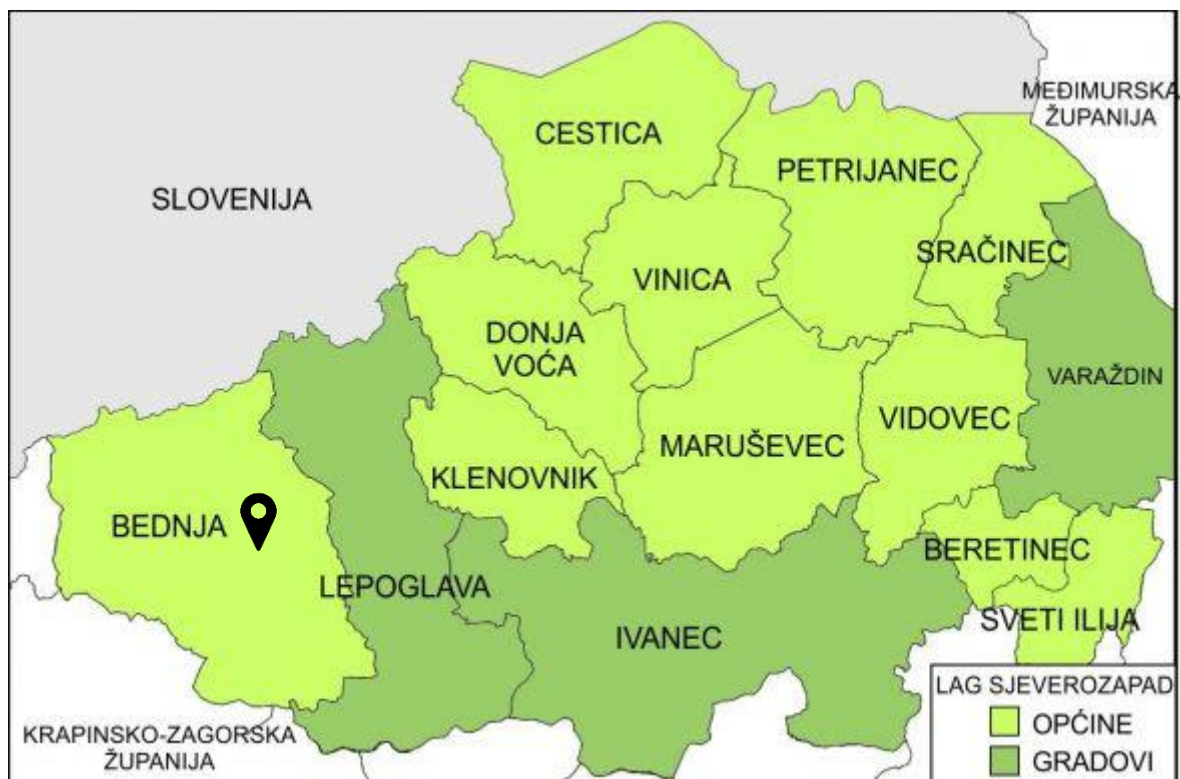 MEĐIMURSKA
ŽUPANIJA
CESTICA
PETRIJANEC
SLOVENIJA
SRAČINEC
VINICA
DONJA
VOĆA
VARAŽDIN
VIDOVEC
MARUŠEVEC
KLENOVNIK
BEDNJA
BERETINEC
LEPOGLAVA
SVETI ILIJA
IVANEC
LAG SJEVEROZAPAD
OPĆINE
GRADOVI
KRAPINSKO-ZAGORSKA
ŽUPANIJA